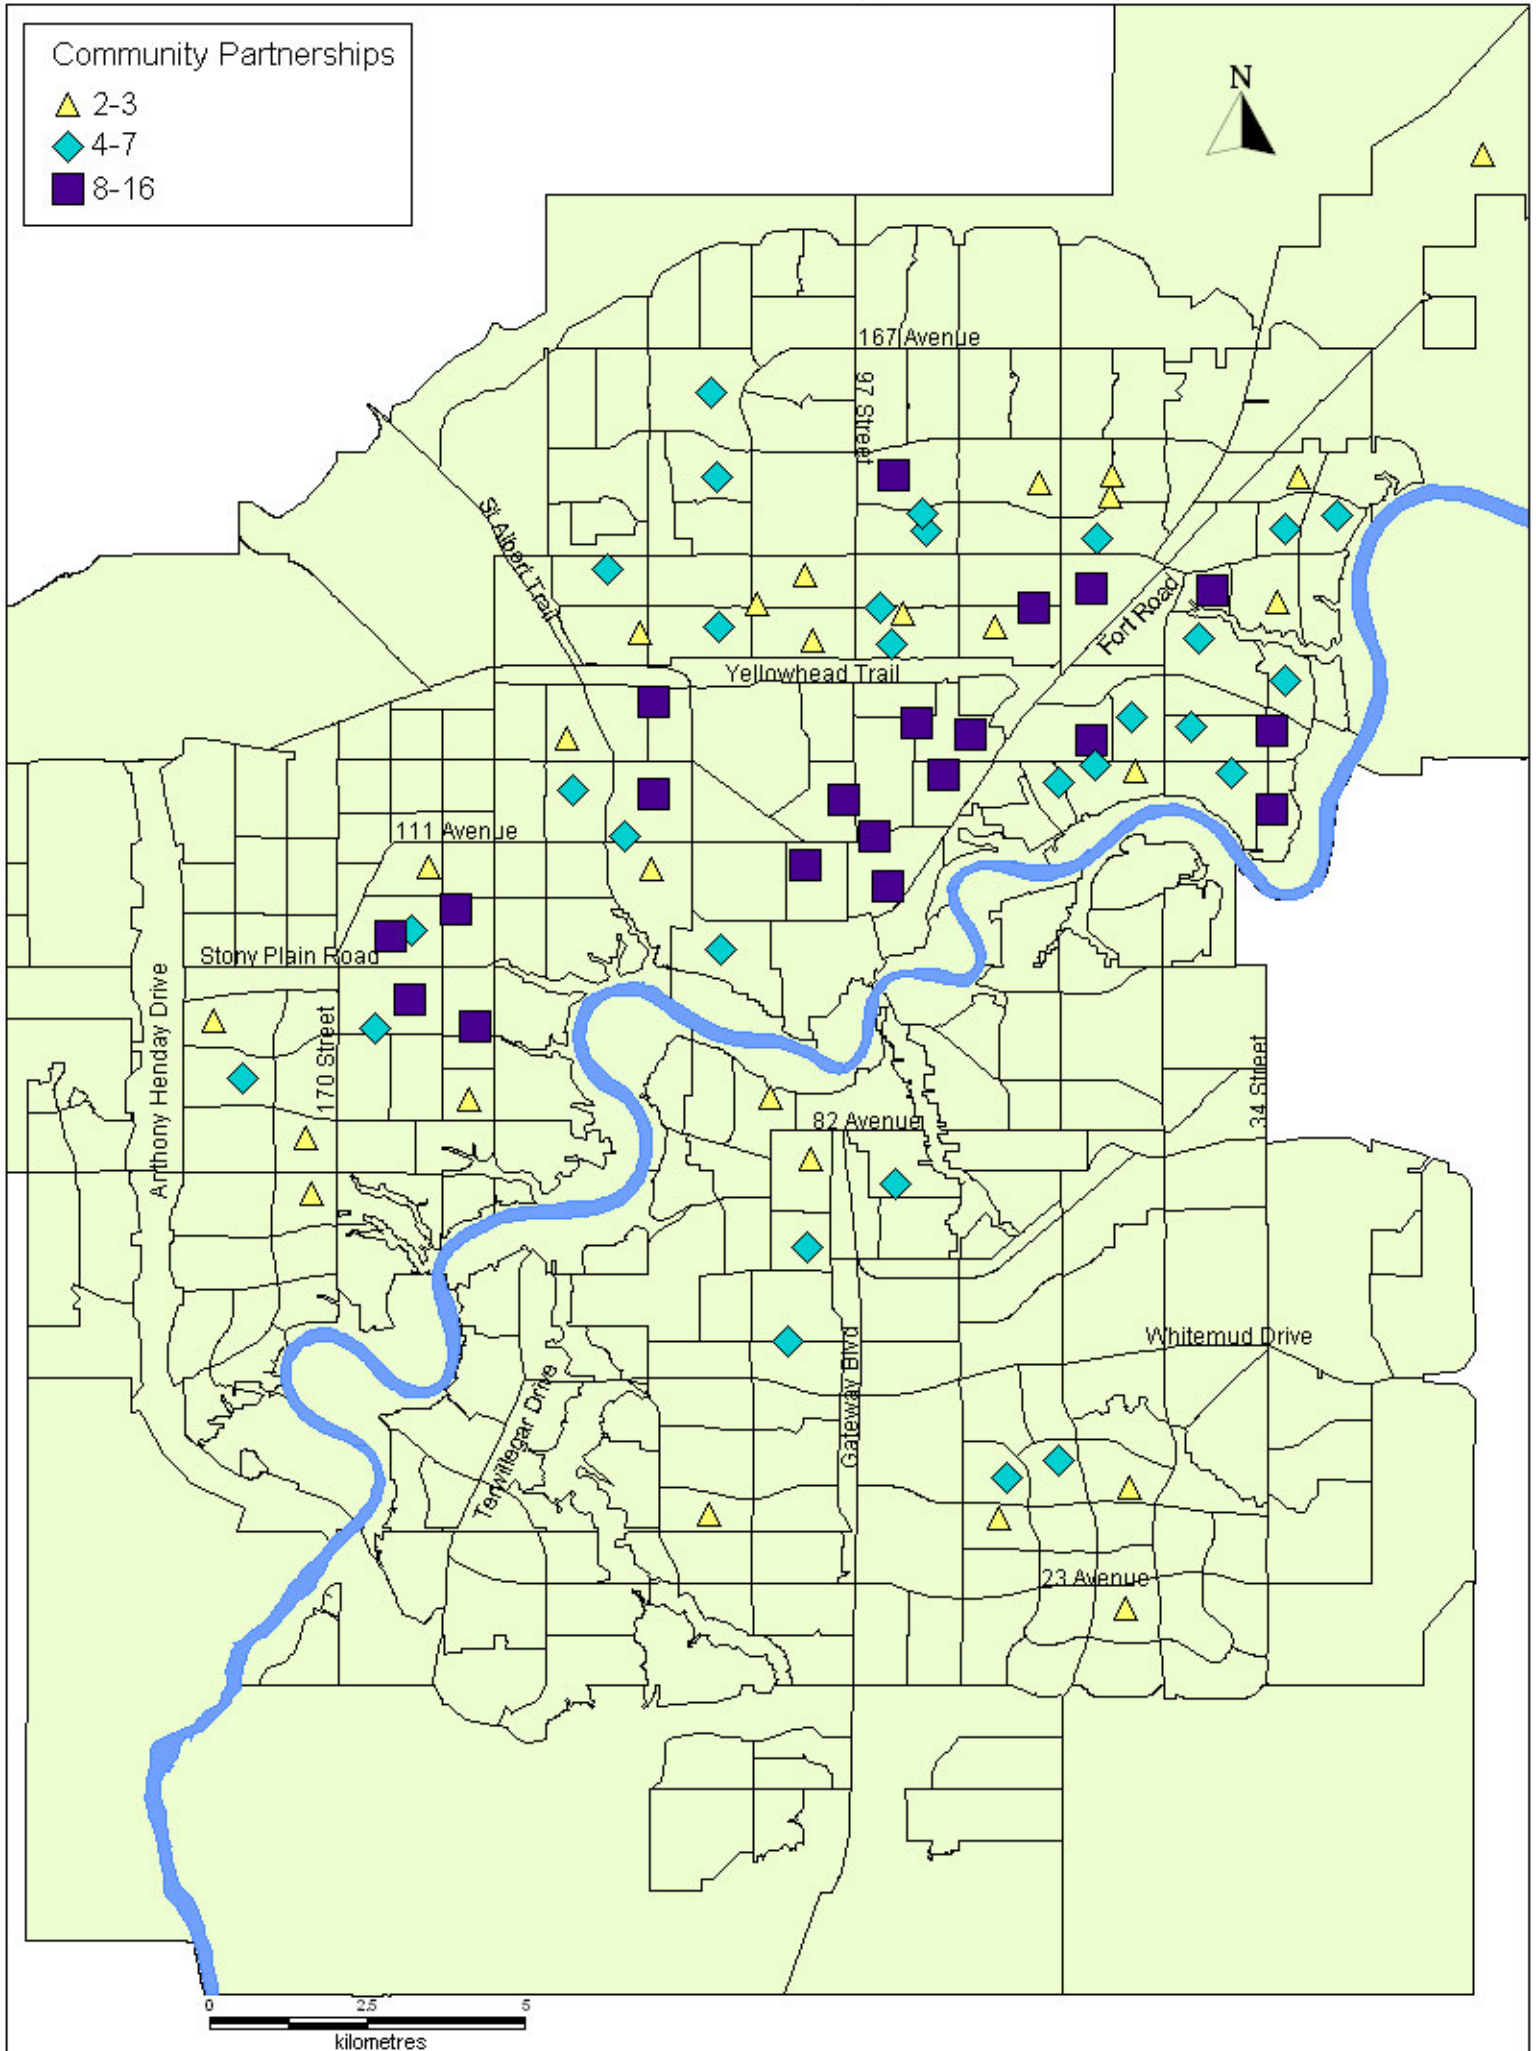 Community Partnerships
2-3
4-7
8-16
N
167 Avenue
97 Street
St Albert Trail
Fort Road
Yellowhead Trail
111 Avenue
Stony Plain Road
Anthony Henday Drive
170 Street
34 Street
82 Avenue
Whitemud Drive
Gateway Blvd
Terwillegar Drive
23 Avenue
0 2.5 5
kilometres